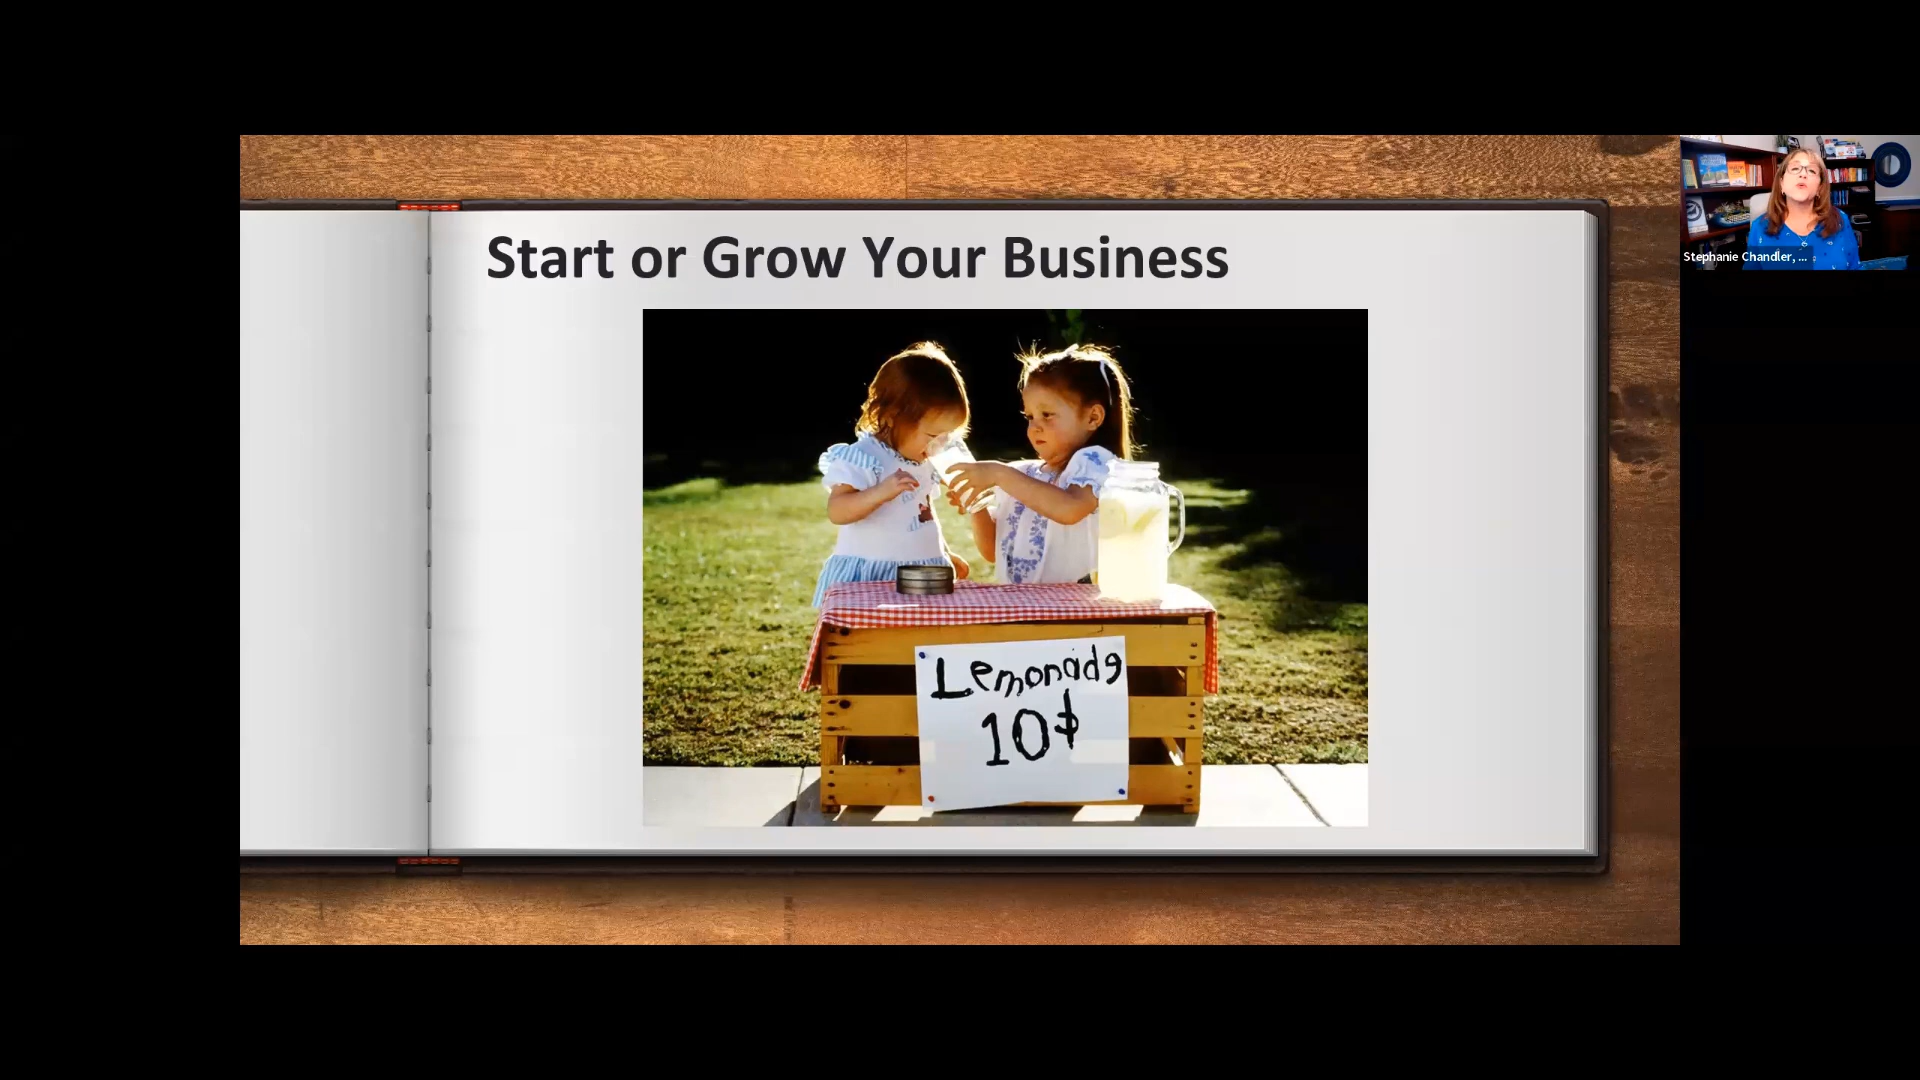 Start or Grow Your Business
Lemonade
10¢
Stephanie Chandler, ...